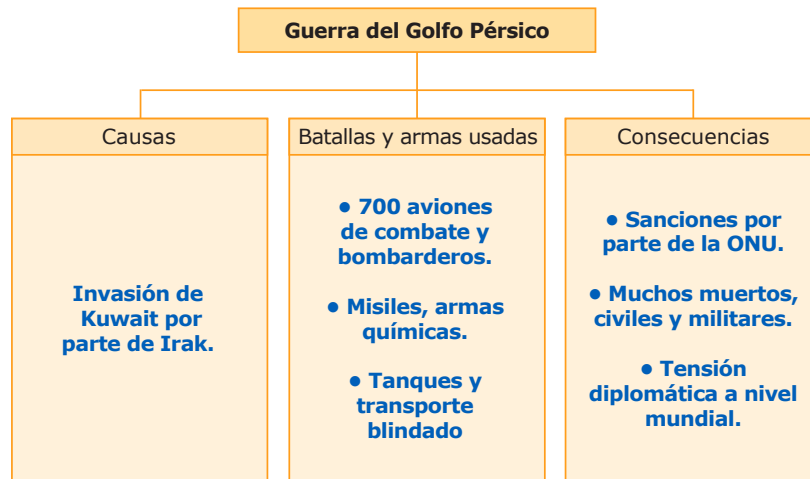 Guerra del Golfo Pérsico
Causas
Invasión de
Kuwait por
parte de Irak.
Batallas y armas usadas
● 700 aviones
de combate y
bombarderos.
● Misiles, armas
químicas.
● Tanques y
transporte
blindado
Consecuencias
● Sanciones por
parte de la ONU.
● Muchos muertos,
civiles y militares.
● Tensión
diplomática a nivel
mundial.